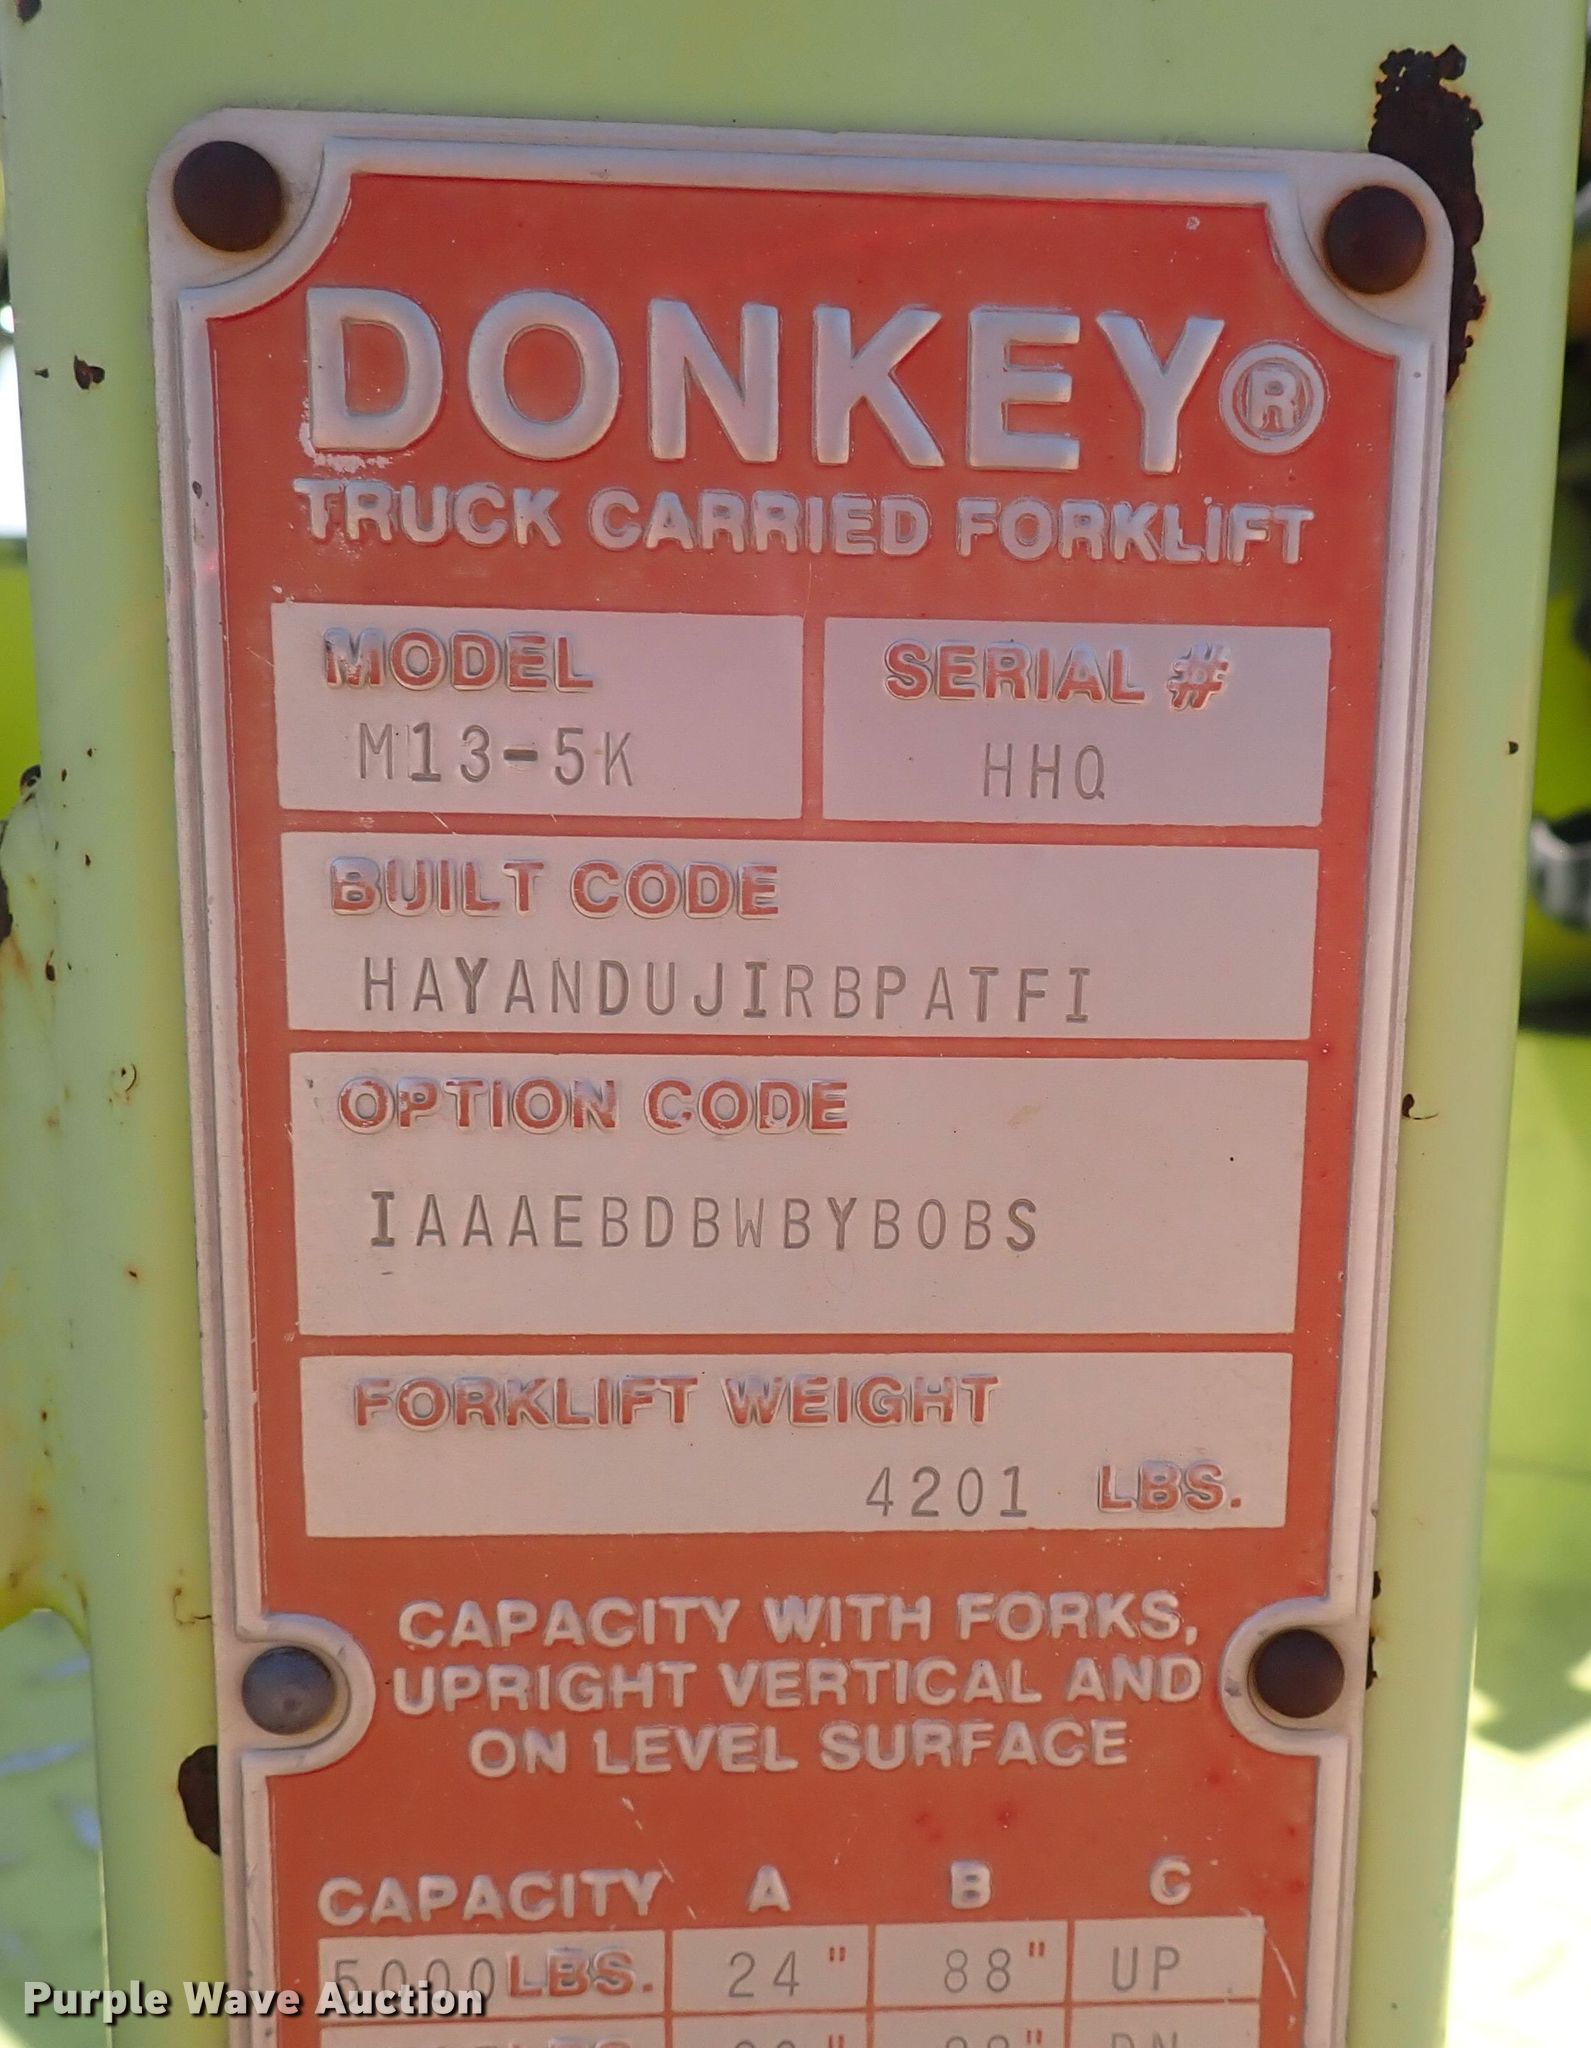 DONKEY®
TRUCK CARRIED FORKLIFT
MODEL SERIAL #
M13-5K HHQ
BUILT CODE
HAYANDUJIRBPATFI
OPTION CODE
IAAAEBDBWBYBOBS
FORKLIFT WEIGHT
4201 LBS.
CAPACITY WITH FORKS,
UPRIGHT VERTICAL AND
ON LEVEL SURFACE
CAPACITY A B C
5000 LBS. 24" 88" UP
Purple Wave Auction